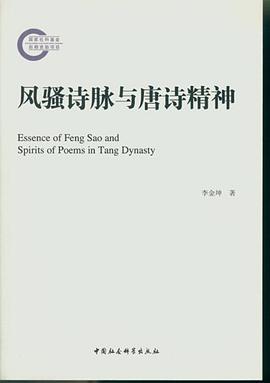 国家社科基金
后期资助项目
风骚诗脉与唐诗精神
Essence of Feng Sao and
Spirits of Poems in Tang Dynasty
李金坤 著
中国社会科学出版社